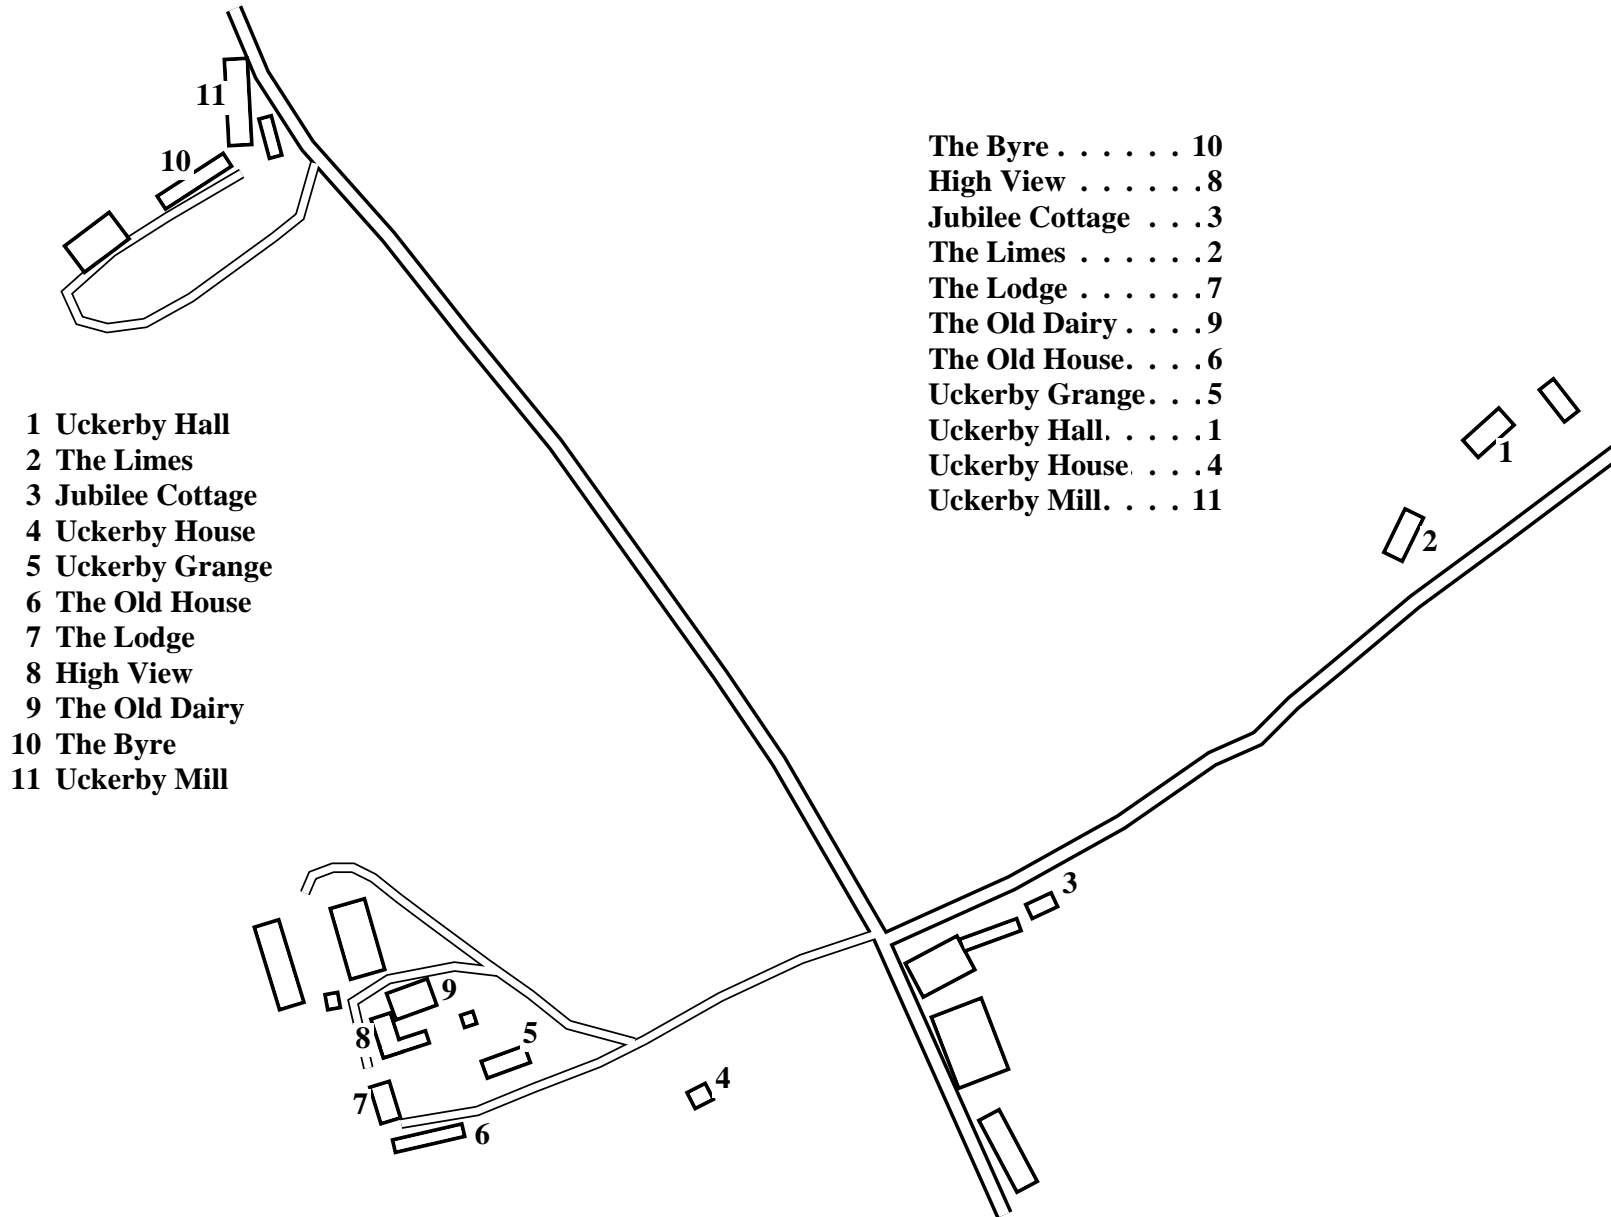 11
10
The Byre . . . . . . 10
High View . . . . . . 8
Jubilee Cottage . . . 3
The Limes . . . . . . 2
The Lodge . . . . . . 7
The Old Dairy . . . . 9
The Old House. . . . 6
Uckerby Grange. . . 5
Uckerby Hall. . . . . 1
Uckerby House. . . . 4
Uckerby Mill. . . . 11
1 Uckerby Hall
2 The Limes
3 Jubilee Cottage
4 Uckerby House
5 Uckerby Grange
6 The Old House
7 The Lodge
8 High View
9 The Old Dairy
10 The Byre
11 Uckerby Mill
1
2
3
9
8
5
4
7
6